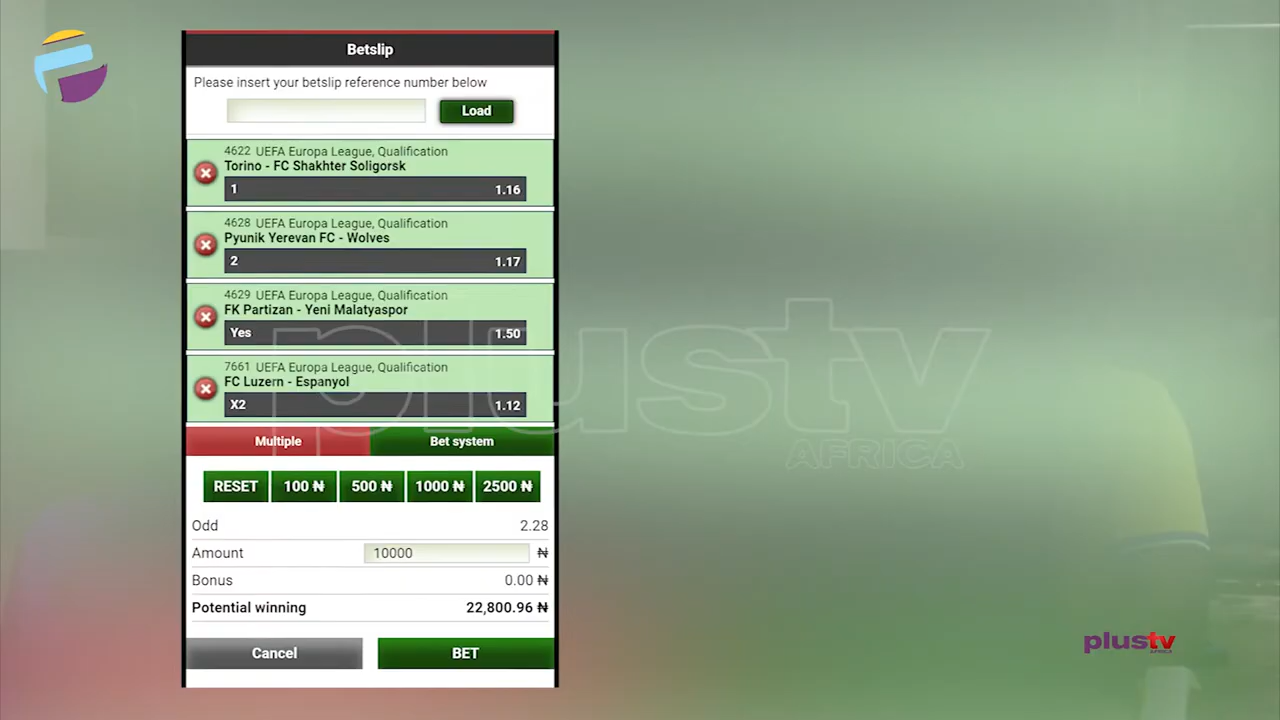 Betslip
Please insert your betslip reference number below
Load
4622 UEFA Europa League, Qualification
Torino - FC Shakhter Soligorsk
1 1.16
4628 UEFA Europa League, Qualification
Pyunik Yerevan FC - Wolves
2 1.17
4629 UEFA Europa League, Qualification
FK Partizan - Yeni Malatyaspor
Yes 1.50
7661 UEFA Europa League, Qualification
FC Luzern - Espanyol
X2 1.12
Multiple Bet system
RESET 100 ₦ 500 ₦ 1000 ₦ 2500 ₦
Odd 2.28
Amount 10000 ₦
Bonus 0.00 ₦
Potential winning 22,800.96 ₦
Cancel BET
plustv
AFRICA
plustv
AFRICA